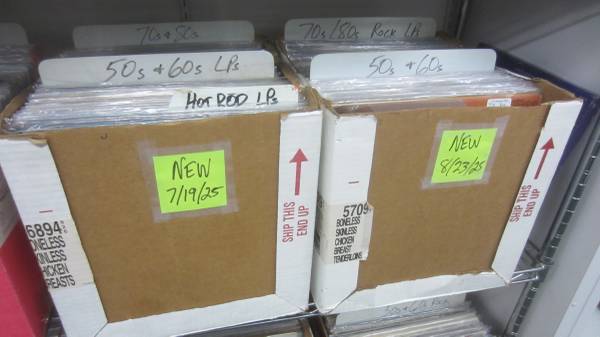 70s & 80s
70s/80s Rock LPs
50s & 60s LPs
50s & 60s
HOT ROD LPs
NEW
7/19/25
NEW
8/23/25
SHIP THIS
END UP
SHIP THIS
END UP
6894
BONELESS
SKINLESS
CHICKEN
BREASTS
5709
BONELESS
SKINLESS
CHICKEN
BREAST
TENDERLOINS